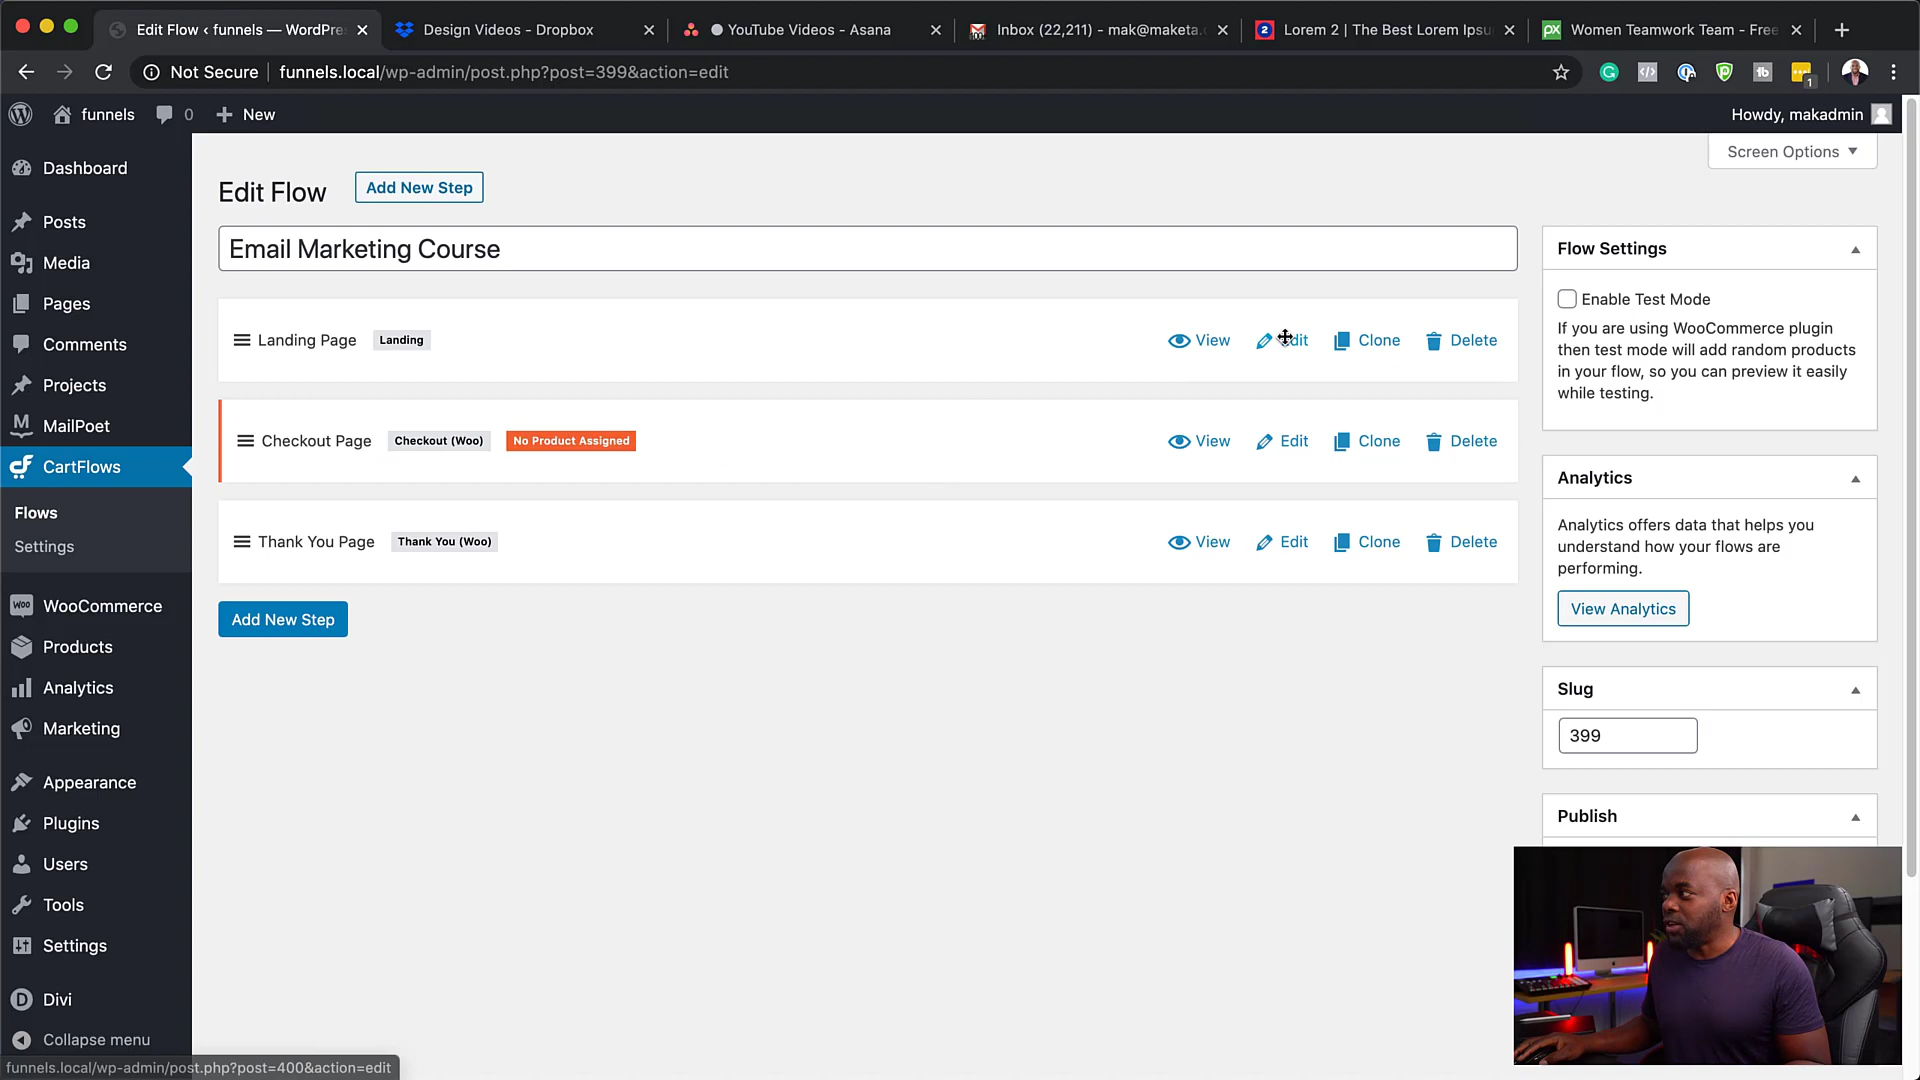 Edit Flow ‹ funnels — WordPre
Design Videos - Dropbox
YouTube Videos - Asana
Inbox (22,211) - mak@maketa.c
Lorem 2 | The Best Lorem Ipsu
Women Teamwork Team - Free
Not Secure
funnels.local/wp-admin/post.php?post=399&action=edit
1
funnels
0
New
Howdy, makadmin
Screen Options
Dashboard
Posts
Media
Pages
Comments
Projects
MailPoet
CartFlows
Flows
Settings
WooCommerce
Products
Analytics
Marketing
Appearance
Plugins
Users
Tools
Settings
Divi
Collapse menu
Edit Flow
Add New Step
Email Marketing Course
Landing Page Landing View Edit Clone Delete
Checkout Page Checkout (Woo) No Product Assigned View Edit Clone Delete
Thank You Page Thank You (Woo) View Edit Clone Delete
Add New Step
Flow Settings
Enable Test Mode
If you are using WooCommerce plugin
then test mode will add random products
in your flow, so you can preview it easily
while testing.
Analytics
Analytics offers data that helps you
understand how your flows are
performing.
View Analytics
Slug
399
Publish
funnels.local/wp-admin/post.php?post=400&action=edit